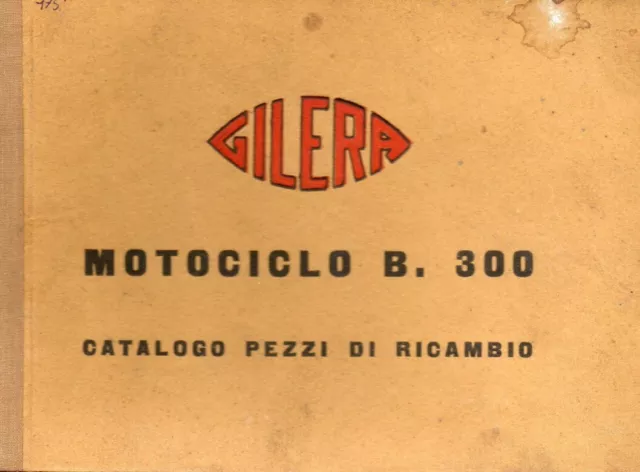 GILERA
MOTOCICLO B. 300
CATALOGO PEZZI DI RICAMBIO